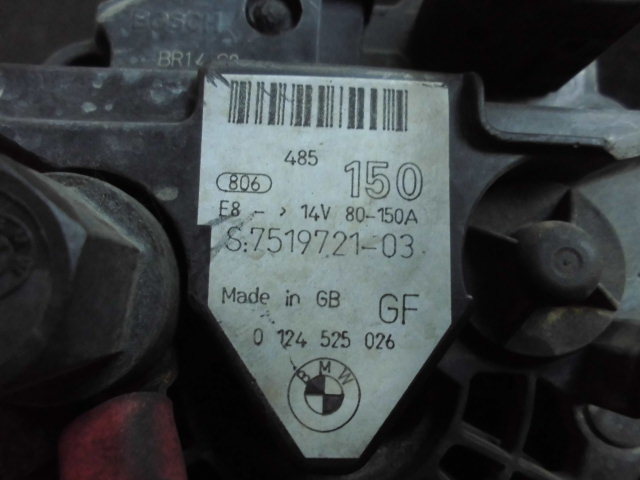 BOSCH
BR14
485
150
806
E8 - > 14V 80-150A
S:7519721-03
Made in GB GF
0 124 525 026
BMW